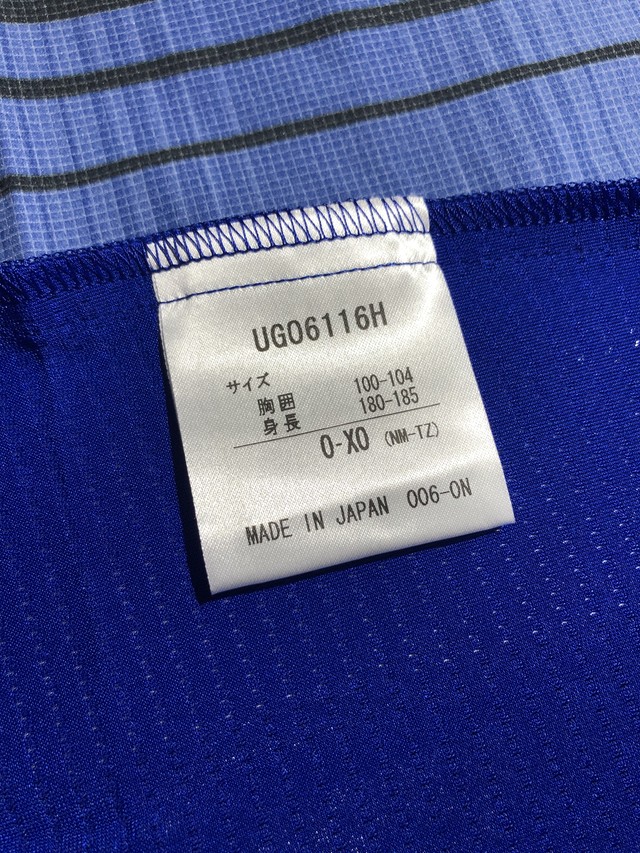 UG06116H
サイズ
胸囲 100-104
身長 180-185
O-XO (NM-TZ)
MADE IN JAPAN 006-ON